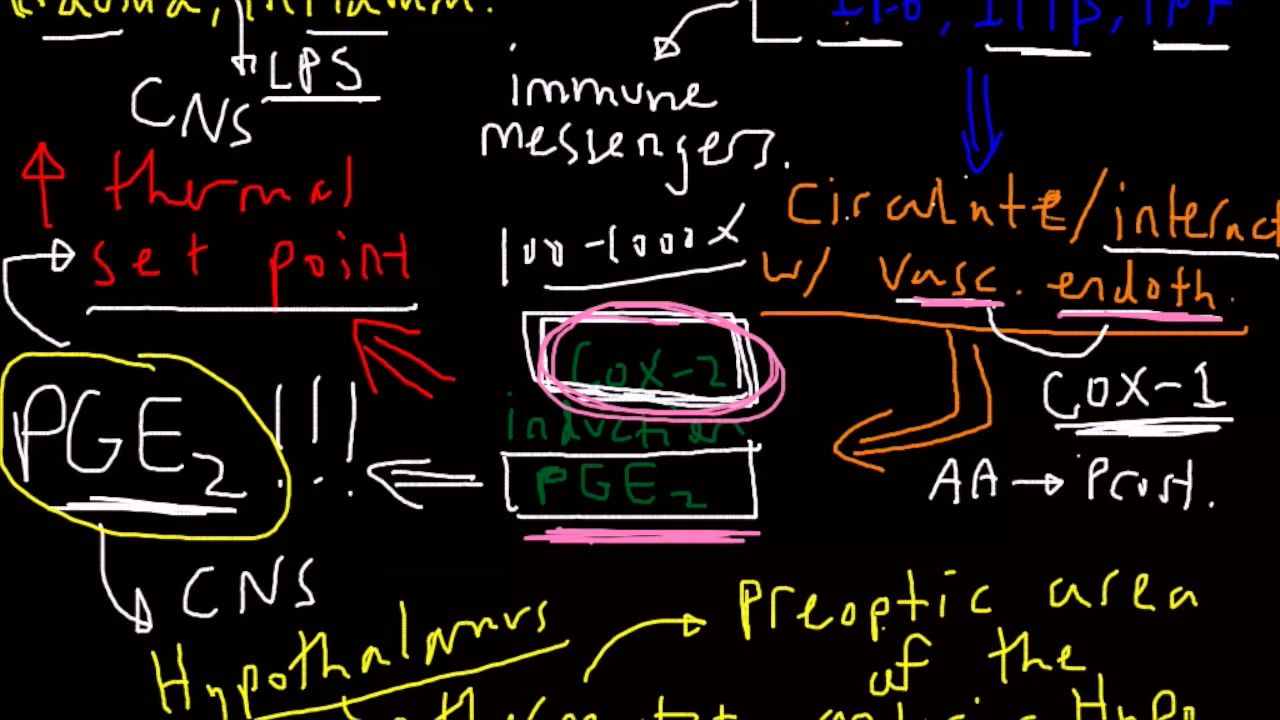 LPS
CNS
immune
messengers.
↑ thermal
set point
100-1000x
Circulate/interact
w/ vasc. endoth.
COX-2
induction
PGE2
PGE2 !!!
COX-1
AA → Prost.
CNS
Hypothalamus
Preoptic area
of the
Hypo